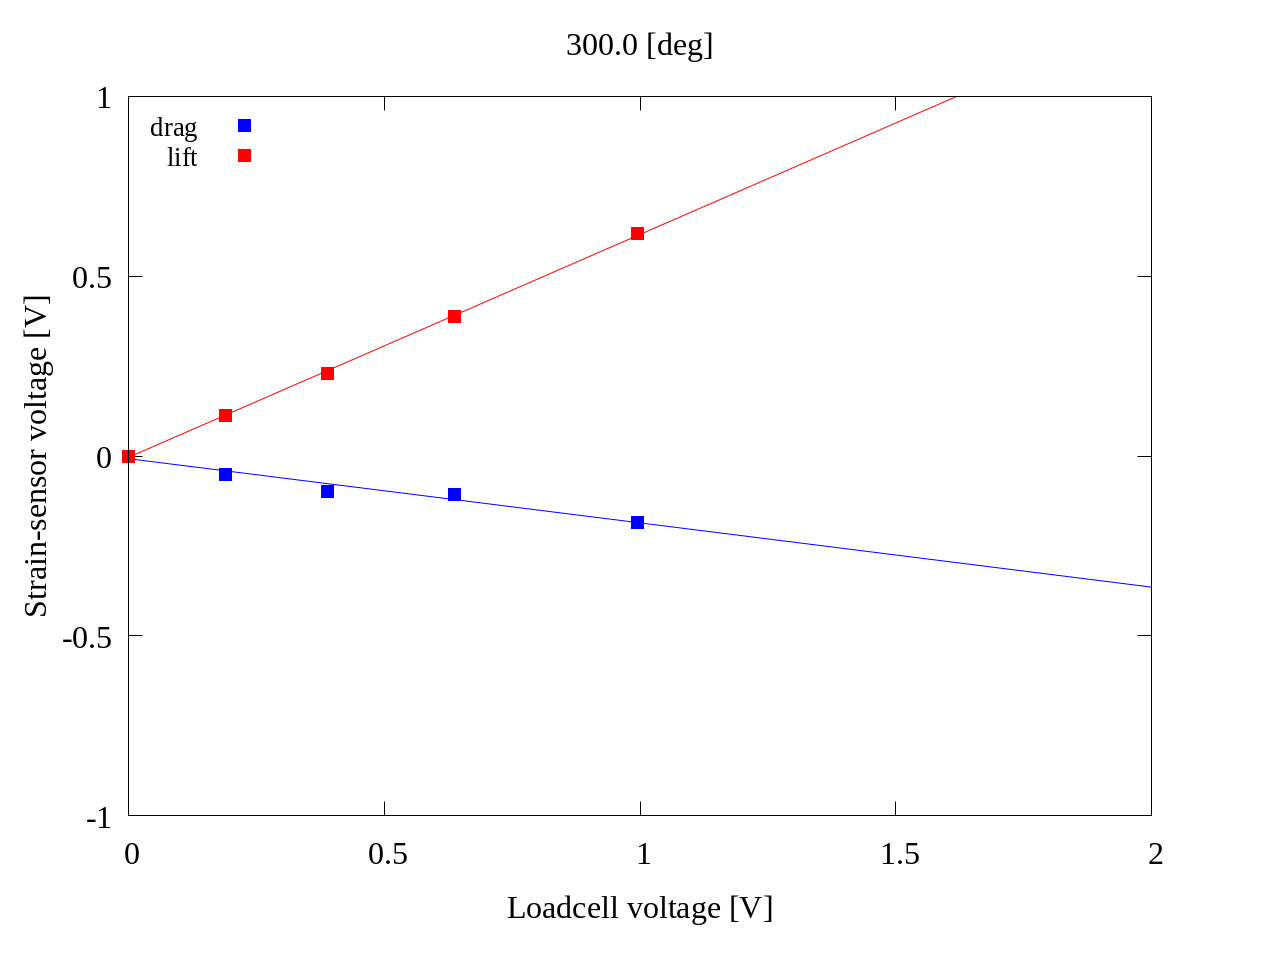 300.0 [deg]
drag
lift
1
0.5
0
-0.5
-1
Strain-sensor voltage [V]
0 0.5 1 1.5 2
Loadcell voltage [V]